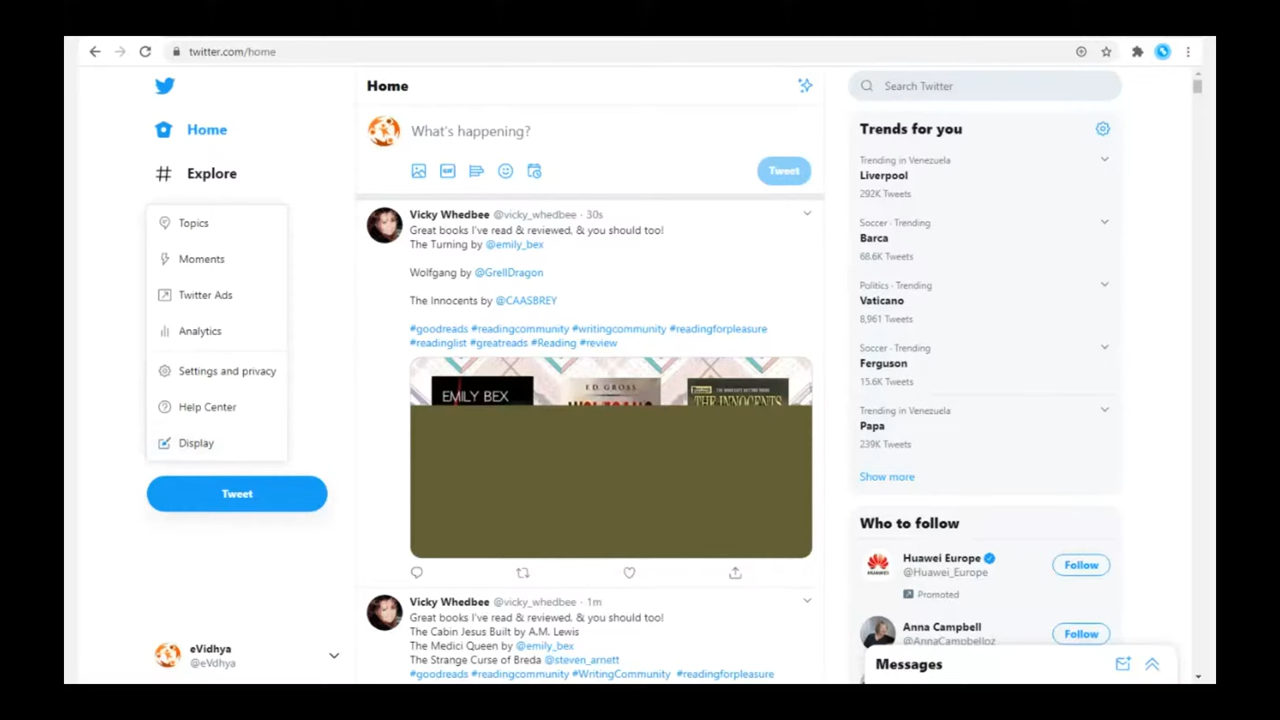 twitter.com/home
Home
Explore
Topics
Moments
Twitter Ads
Analytics
Settings and privacy
Help Center
Display
Tweet
eVidhya
@eVdhya
Home
What's happening?
GIF
Tweet
Vicky Whedbee @vicky_whedbee · 30s
Great books I've read & reviewed, & you should too!
The Turning by @emily_bex
Wolfgang by @GrellDragon
The Innocents by @CAASBREY
#goodreads #readingcommunity #writingcommunity #readingforpleasure
#readinglist #greatreads #Reading #review
EMILY BEX
ED GROSS
WOLFGANG
THE INNOCENTS
Vicky Whedbee @vicky_whedbee · 1m
Great books I've read & reviewed, & you should too!
The Cabin Jesus Built by A.M. Lewis
The Medici Queen by @emily_bex
The Strange Curse of Breda @steven_arnett
#goodreads #readingcommunity #WritingCommunity #readingforpleasure
Search Twitter
Trends for you
Trending in Venezuela
Liverpool
292K Tweets
Soccer · Trending
Barca
68.6K Tweets
Politics · Trending
Vaticano
8,961 Tweets
Soccer · Trending
Ferguson
15.6K Tweets
Trending in Venezuela
Papa
239K Tweets
Show more
Who to follow
Huawei Europe
@Huawei_Europe
Follow
Promoted
Anna Campbell
@AnnaCampbelloz
Follow
Messages